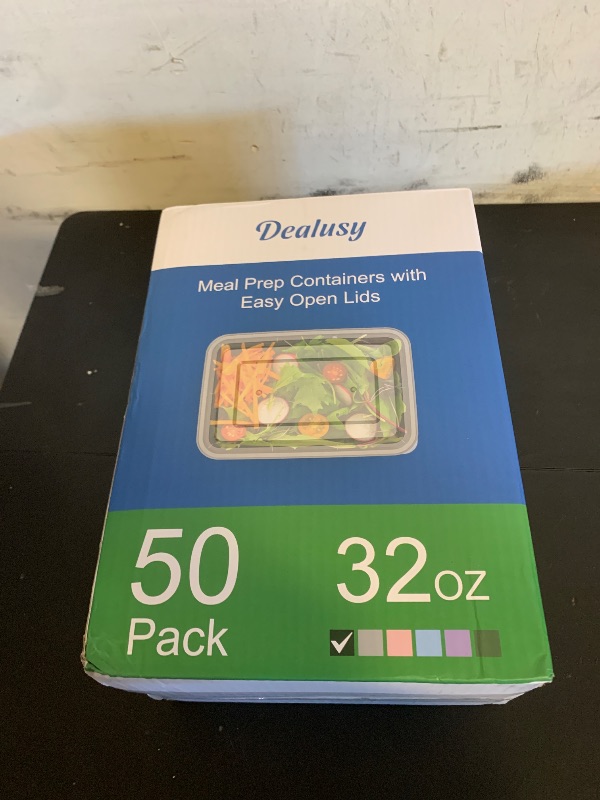 Dealusy
Meal Prep Containers with
Easy Open Lids
50
Pack
32oz